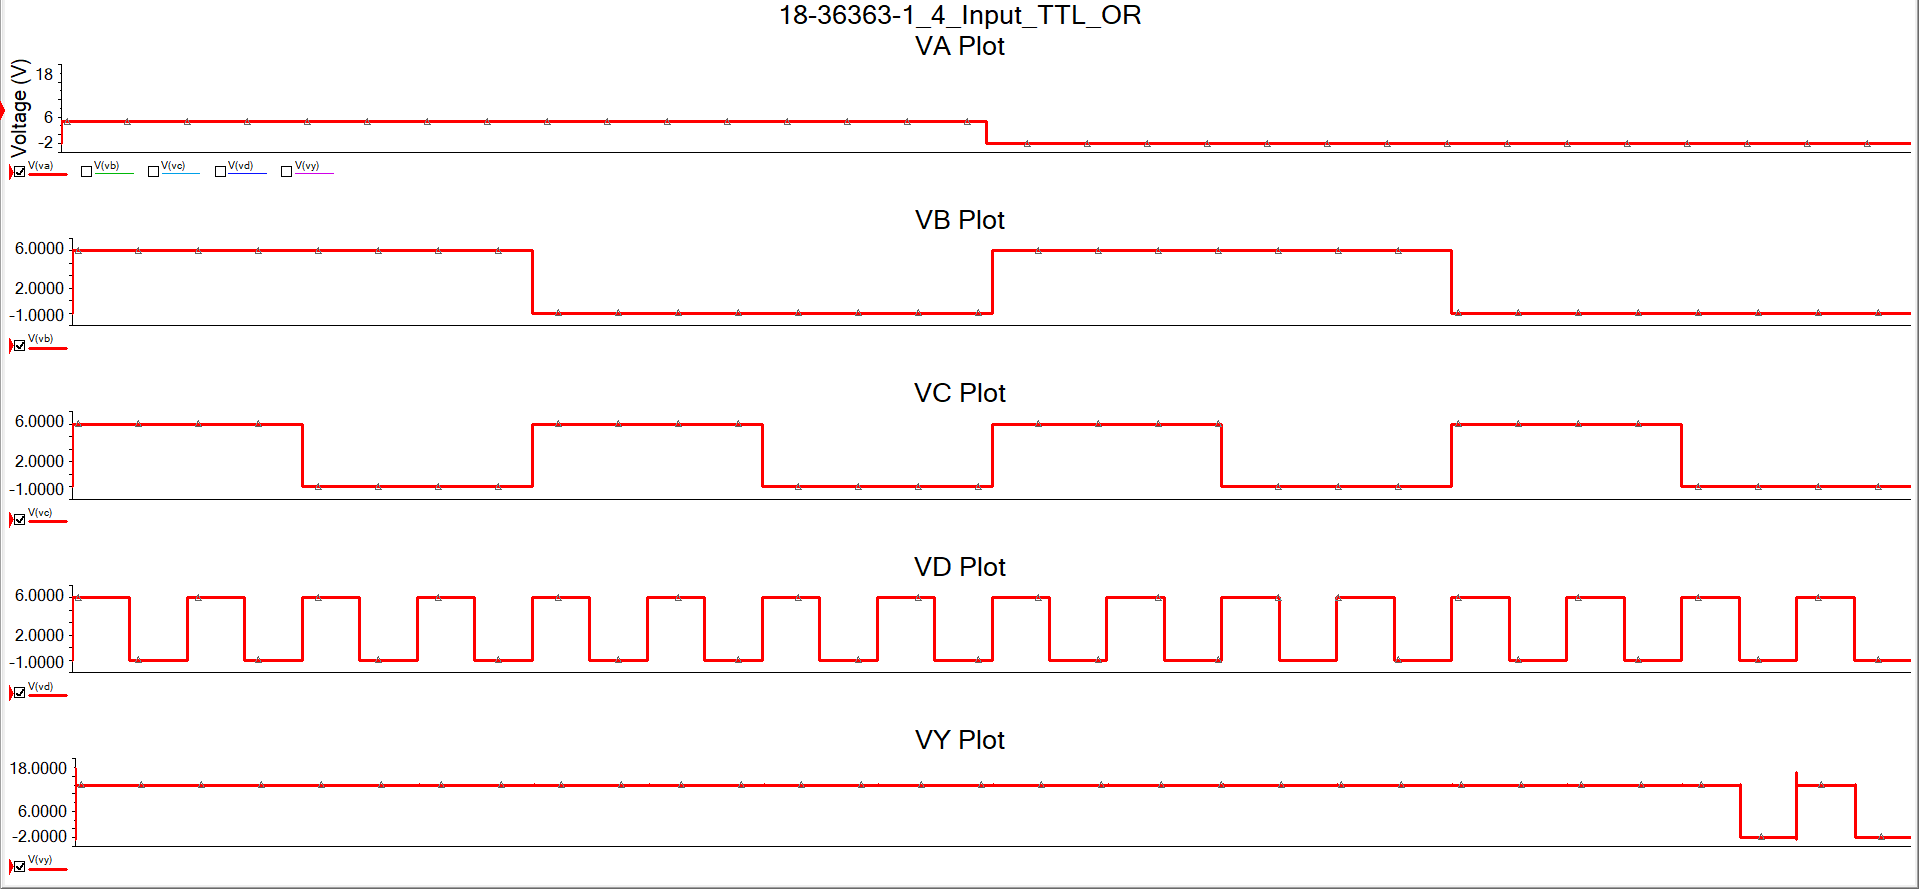 18-36363-1_4_Input_TTL_OR
VA Plot
Voltage (V)
18
6
-2
V(va) V(vb) V(vc) V(vd) V(vy)
VB Plot
6.0000
2.0000
-1.0000
V(vb)
VC Plot
6.0000
2.0000
-1.0000
V(vc)
VD Plot
6.0000
2.0000
-1.0000
V(vd)
VY Plot
18.0000
6.0000
-2.0000
V(vy)